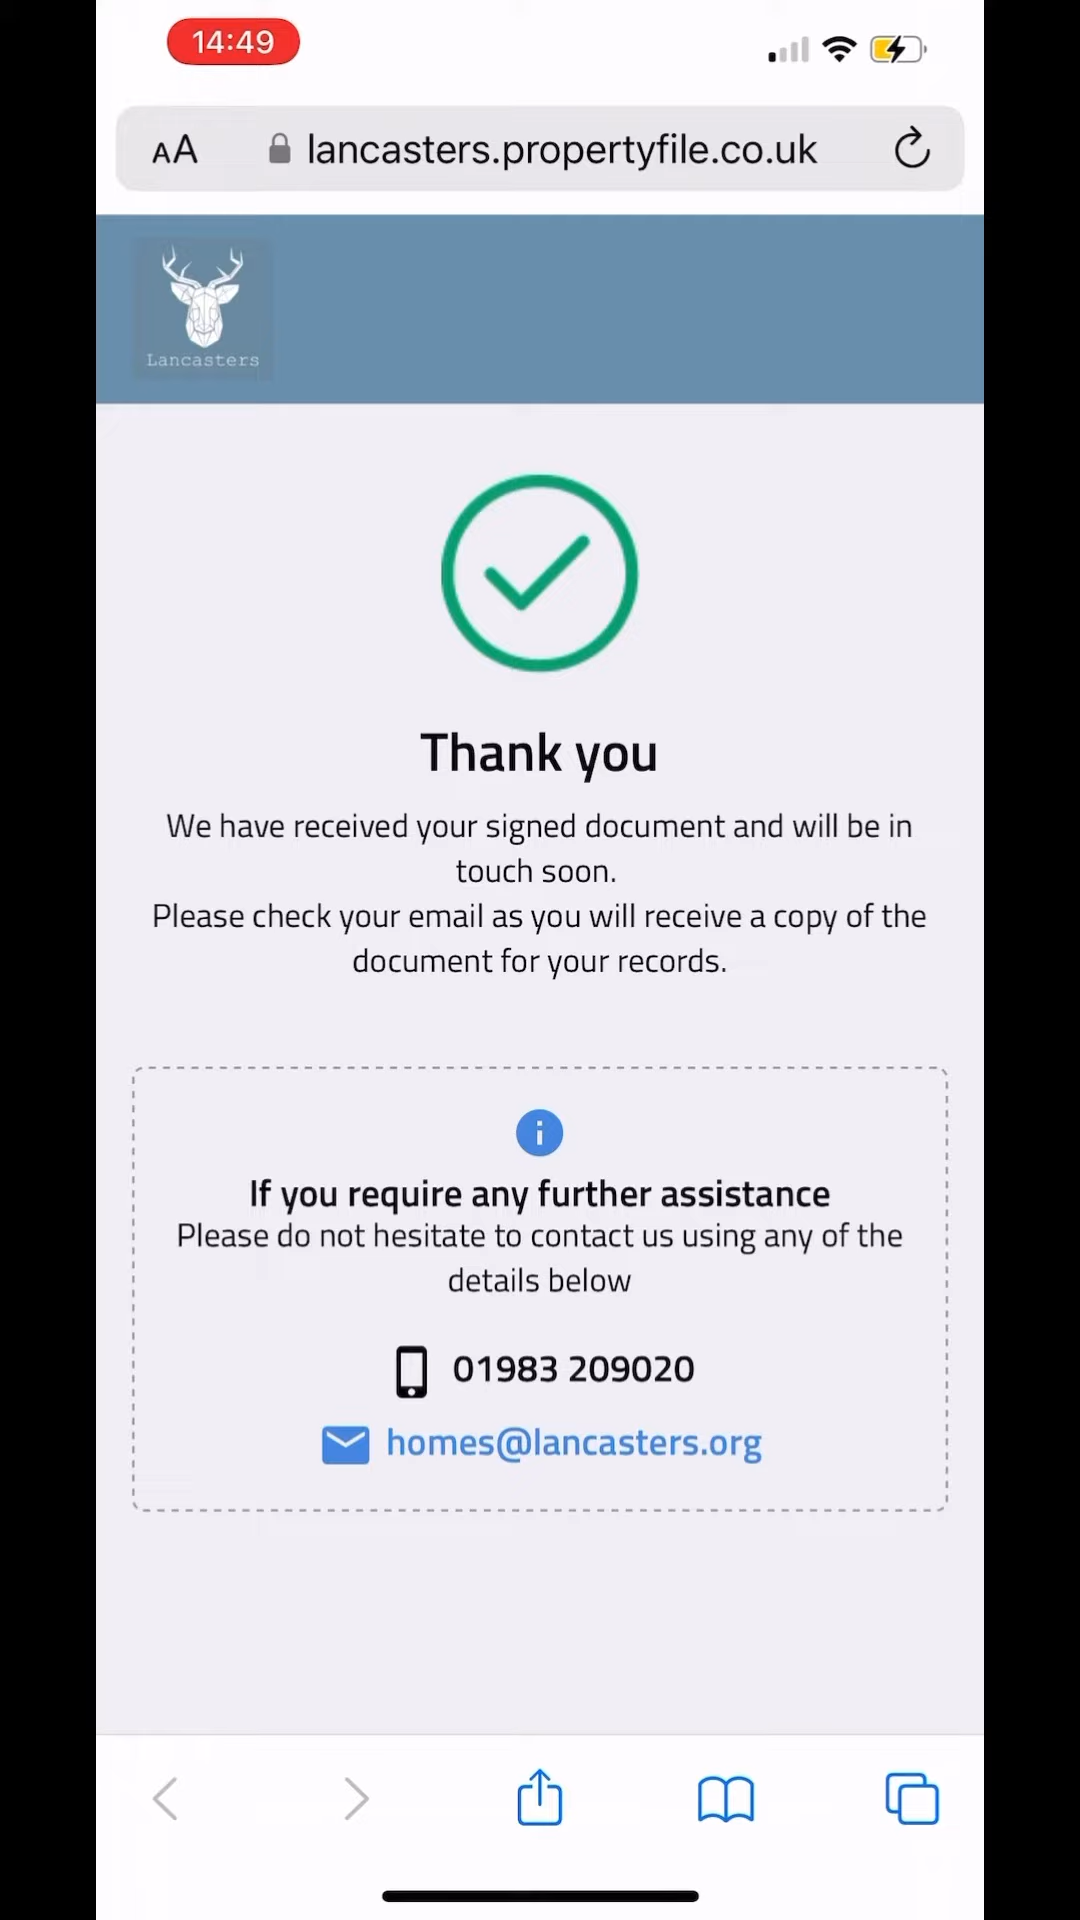 14:49
AA lancasters.propertyfile.co.uk
Lancasters
Thank you
We have received your signed document and will be in
touch soon.
Please check your email as you will receive a copy of the
document for your records.
If you require any further assistance
Please do not hesitate to contact us using any of the
details below
01983 209020
homes@lancasters.org